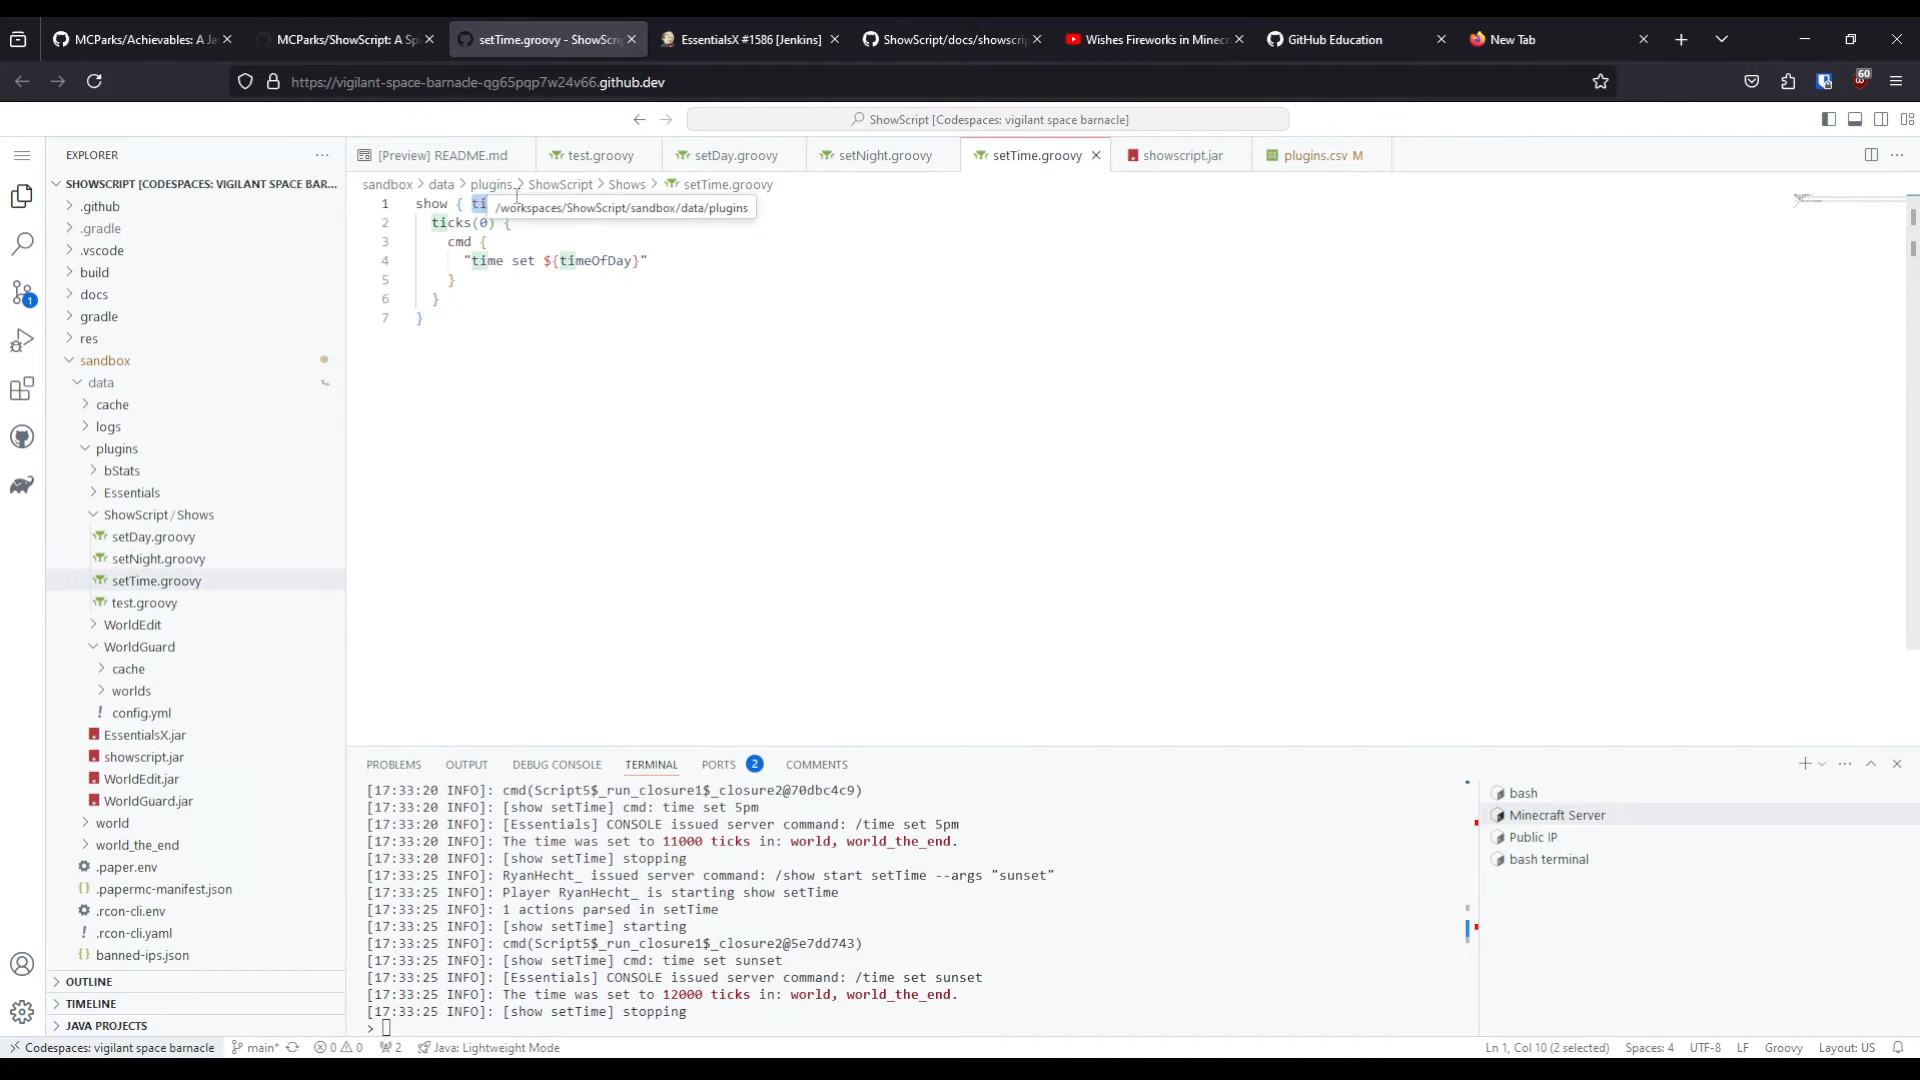 MCParks/Achievables: A Ja
MCParks/ShowScript: A Sp
setTime.groovy - ShowScri
EssentialsX #1586 [Jenkins]
ShowScript/docs/showscrip
Wishes Fireworks in Minecr
GitHub Education
New Tab
https://vigilant-space-barnacle-qg65pqp7w24v66.github.dev
60
ShowScript [Codespaces: vigilant space barnacle]
EXPLORER
[Preview] README.md
test.groovy
setDay.groovy
setNight.groovy
setTime.groovy
showscript.jar
plugins.csv M
SHOWSCRIPT [CODESPACES: VIGILANT SPACE BAR...
sandbox > data > plugins > ShowScript > Shows > setTime.groovy
/workspaces/ShowScript/sandbox/data/plugins
1 show { ti
2 ticks(0) {
3 cmd {
4 "time set ${timeOfDay}"
5 }
6 }
7 }
.github
.gradle
.vscode
build
docs
1
gradle
res
sandbox
data
cache
logs
plugins
bStats
Essentials
ShowScript / Shows
setDay.groovy
setNight.groovy
setTime.groovy
test.groovy
WorldEdit
WorldGuard
cache
worlds
! config.yml
EssentialsX.jar
showscript.jar
WorldEdit.jar
WorldGuard.jar
world
world_the_end
.paper.env
.papermc-manifest.json
.rcon-cli.env
! .rcon-cli.yaml
banned-ips.json
OUTLINE
TIMELINE
JAVA PROJECTS
PROBLEMS OUTPUT DEBUG CONSOLE TERMINAL PORTS 2 COMMENTS
[17:33:20 INFO]: cmd(Script5$_run_closure1$_closure2@70dbc4c9)
[17:33:20 INFO]: [show setTime] cmd: time set 5pm
[17:33:20 INFO]: [Essentials] CONSOLE issued server command: /time set 5pm
[17:33:20 INFO]: The time was set to 11000 ticks in: world, world_the_end.
[17:33:20 INFO]: [show setTime] stopping
[17:33:25 INFO]: RyanHecht_ issued server command: /show start setTime --args "sunset"
[17:33:25 INFO]: Player RyanHecht_ is starting show setTime
[17:33:25 INFO]: 1 actions parsed in setTime
[17:33:25 INFO]: [show setTime] starting
[17:33:25 INFO]: cmd(Script5$_run_closure1$_closure2@5e7dd743)
[17:33:25 INFO]: [show setTime] cmd: time set sunset
[17:33:25 INFO]: [Essentials] CONSOLE issued server command: /time set sunset
[17:33:25 INFO]: The time was set to 12000 ticks in: world, world_the_end.
[17:33:25 INFO]: [show setTime] stopping
>
bash
Minecraft Server
Public IP
bash terminal
Codespaces: vigilant space barnacle main* 0 0 2 Java: Lightweight Mode
Ln 1, Col 10 (2 selected) Spaces: 4 UTF-8 LF Groovy Layout: US